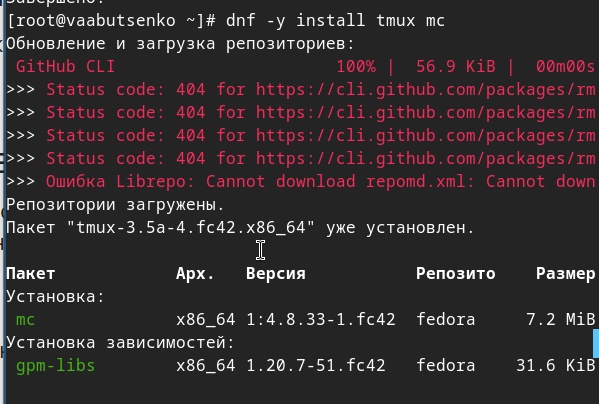 [root@vaabutsenko ~]# dnf -y install tmux mc
Обновление и загрузка репозиториев:
GitHub CLI 100% | 56.9 KiB | 00m00s
>>> Status code: 404 for https://cli.github.com/packages/rm
>>> Status code: 404 for https://cli.github.com/packages/rm
>>> Status code: 404 for https://cli.github.com/packages/rm
>>> Status code: 404 for https://cli.github.com/packages/rm
>>> Ошибка Librepo: Cannot download repomd.xml: Cannot down
Репозитории загружены.
Пакет "tmux-3.5a-4.fc42.x86_64" уже установлен.
Пакет Арх. Версия Репозито Размер
Установка:
mc x86_64 1:4.8.33-1.fc42 fedora 7.2 MiB
Установка зависимостей:
gpm-libs x86_64 1.20.7-51.fc42 fedora 31.6 KiB